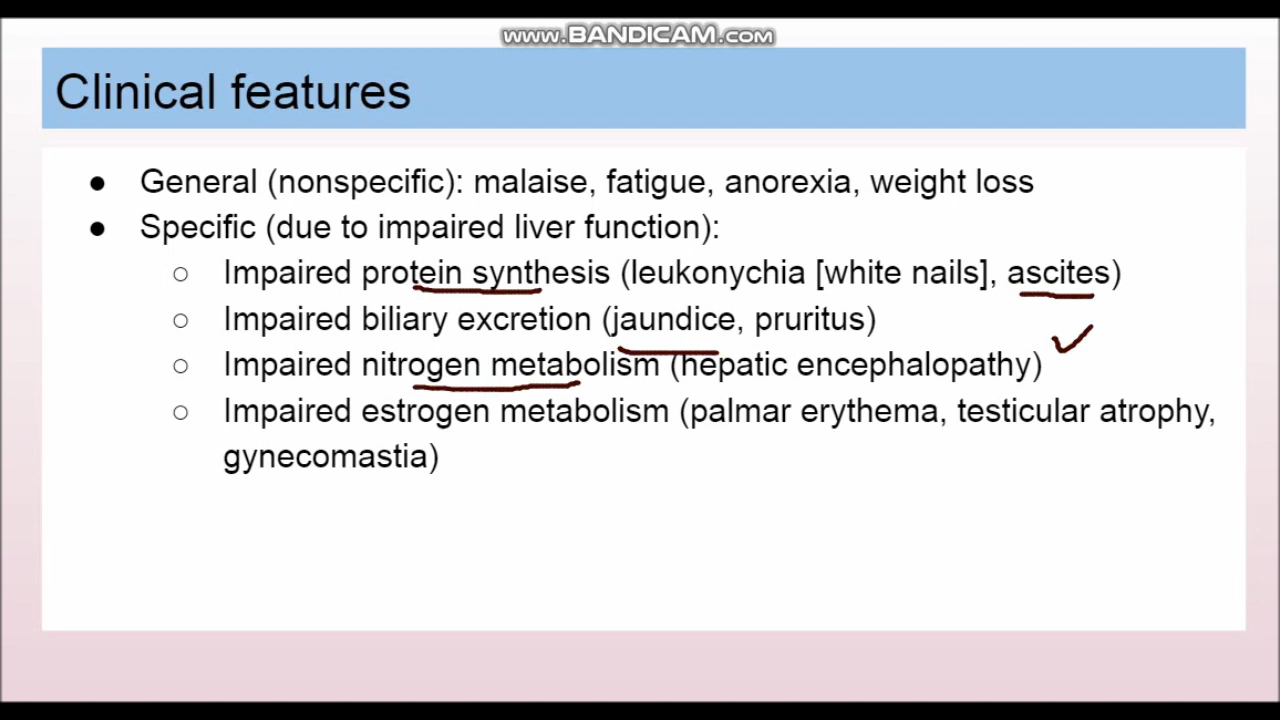 www.BANDICAM.com
Clinical features
● General (nonspecific): malaise, fatigue, anorexia, weight loss
● Specific (due to impaired liver function):
○ Impaired protein synthesis (leukonychia [white nails], ascites)
○ Impaired biliary excretion (jaundice, pruritus)
○ Impaired nitrogen metabolism (hepatic encephalopathy)
○ Impaired estrogen metabolism (palmar erythema, testicular atrophy,
gynecomastia)